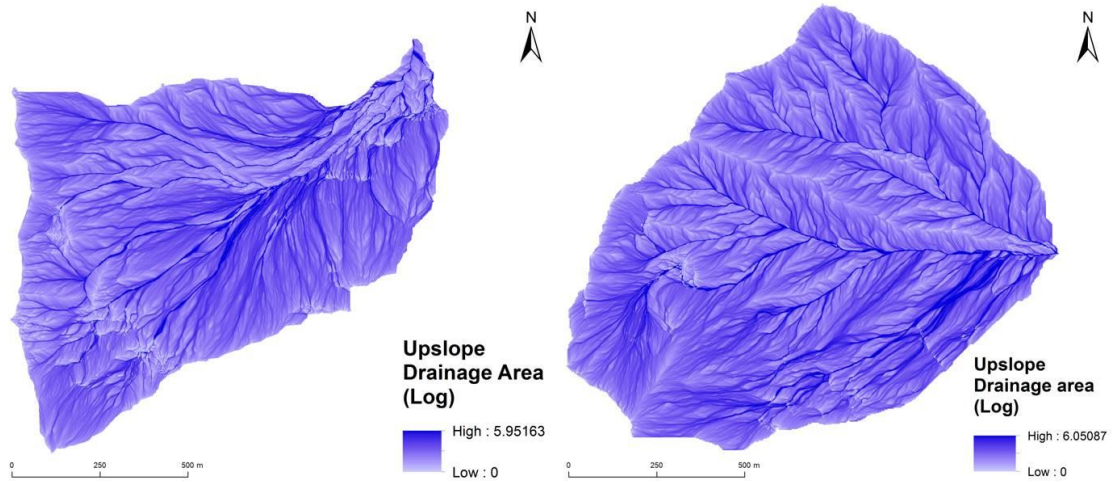 N
Upslope
Drainage Area
(Log)
High : 5.95163
Low : 0
0 250 500 m
N
Upslope
Drainage area
(Log)
High : 6.05087
Low : 0
0 250 500 m